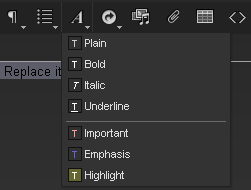 Replace it
Plain
Bold
Italic
Underline
Important
Emphasis
Highlight